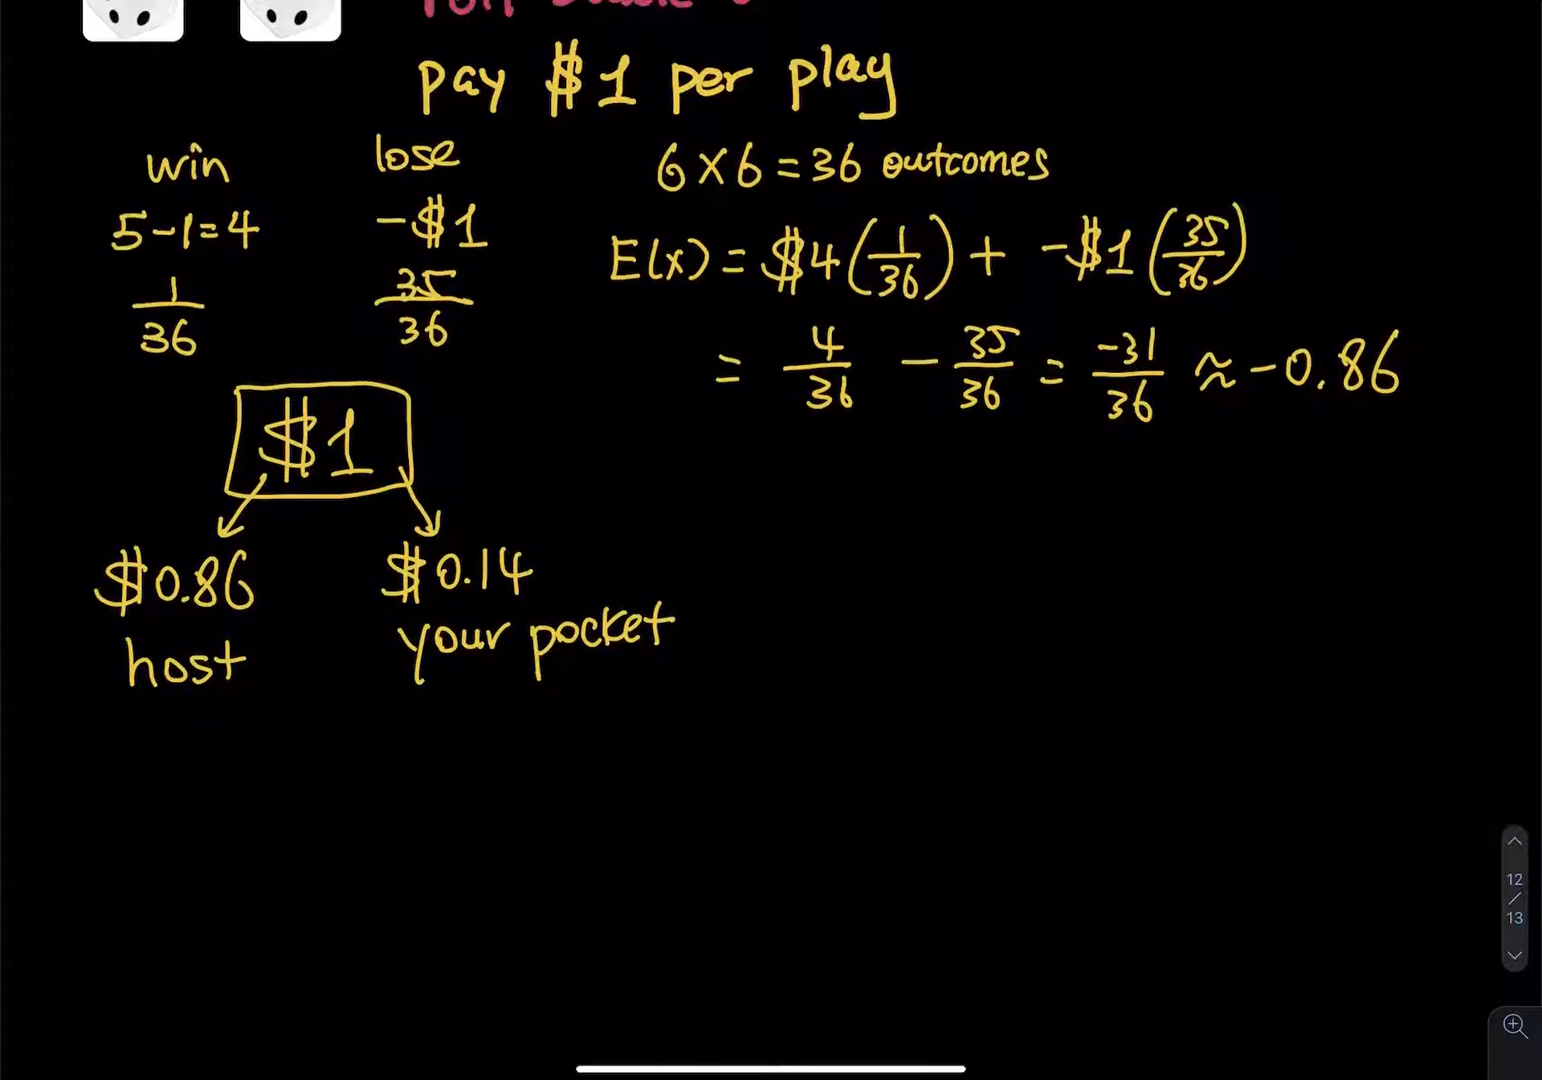 pay $1 per play
win
lose
6 × 6 = 36 outcomes
5 - 1 = 4
- $1
E(x) = $4 (1/36) + - $1 (35/36)
1/36
35/36
= 4/36 - 35/36 = -31/36 ≈ -0.86
$1
$0.86
$0.14
host
your pocket
12
/
13